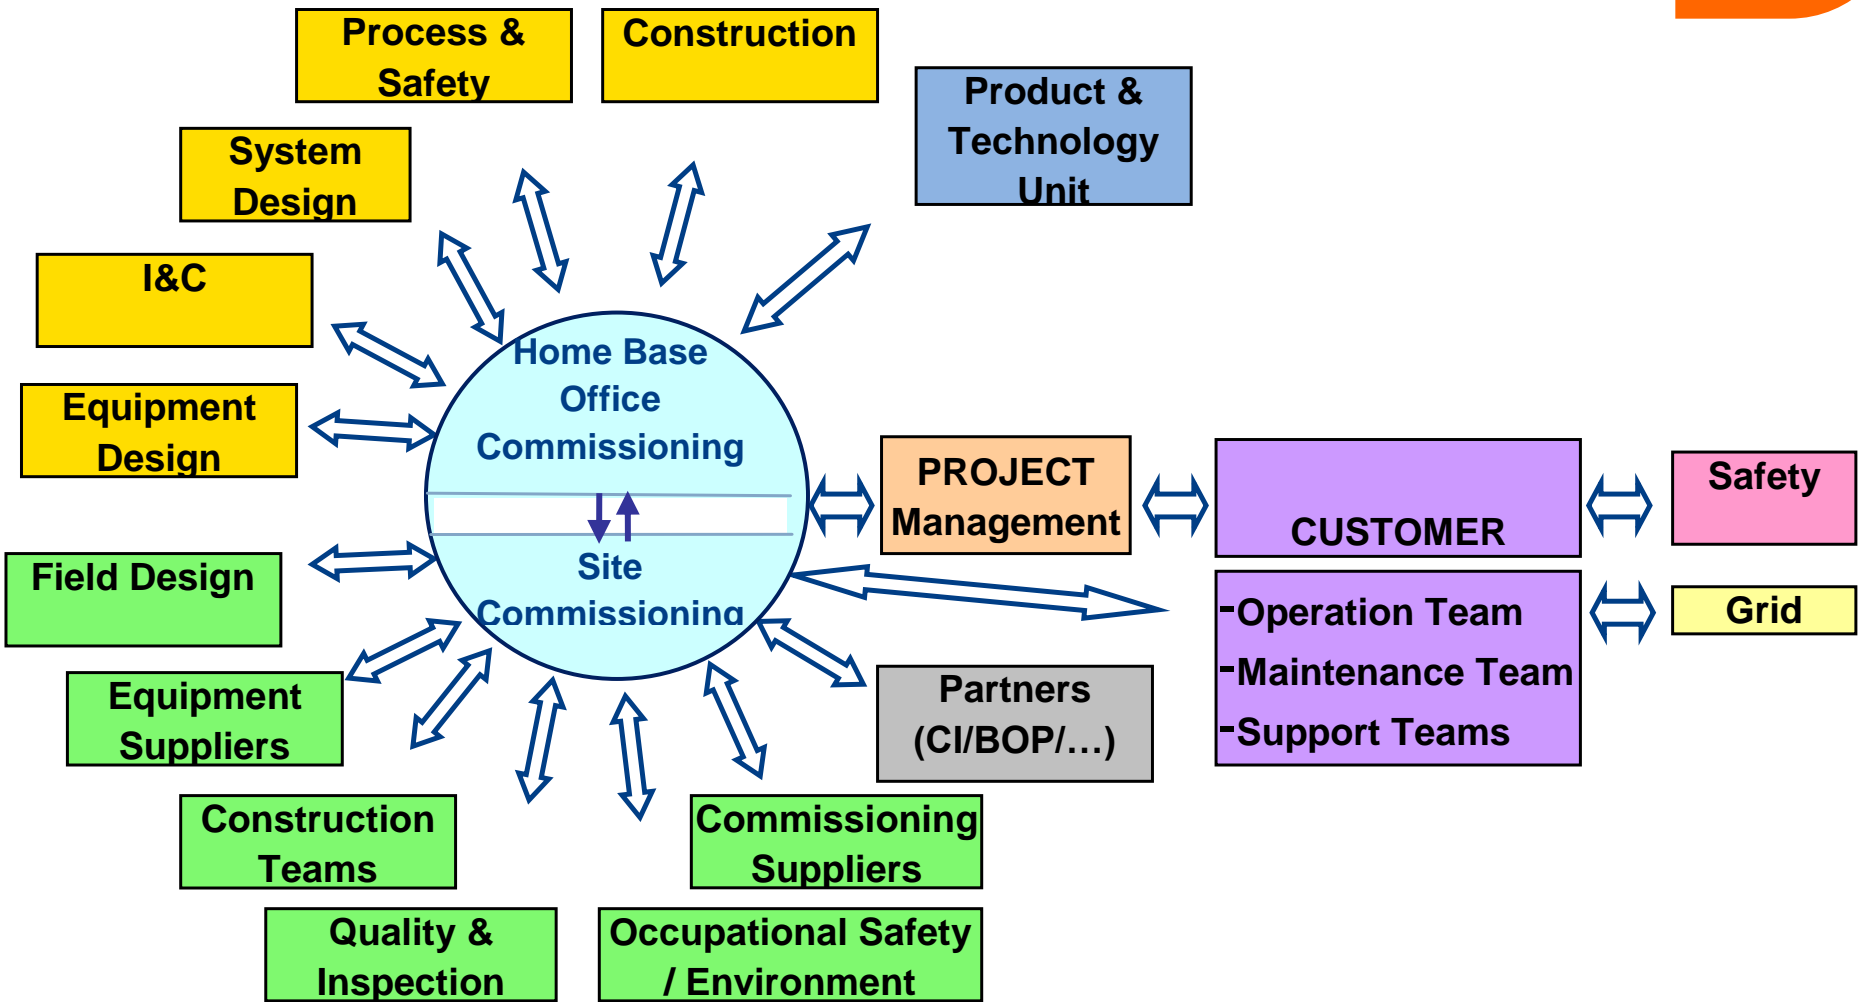 Process &
Safety
Construction
Product &
Technology
Unit
System
Design
I&C
Equipment
Design
Home Base
Office
Commissioning
Site
Commissioning
PROJECT
Management
CUSTOMER
-Operation Team
-Maintenance Team
-Support Teams
Safety
Grid
Field Design
Equipment
Suppliers
Partners
(CI/BOP/…)
Construction
Teams
Commissioning
Suppliers
Quality &
Inspection
Occupational Safety
/ Environment